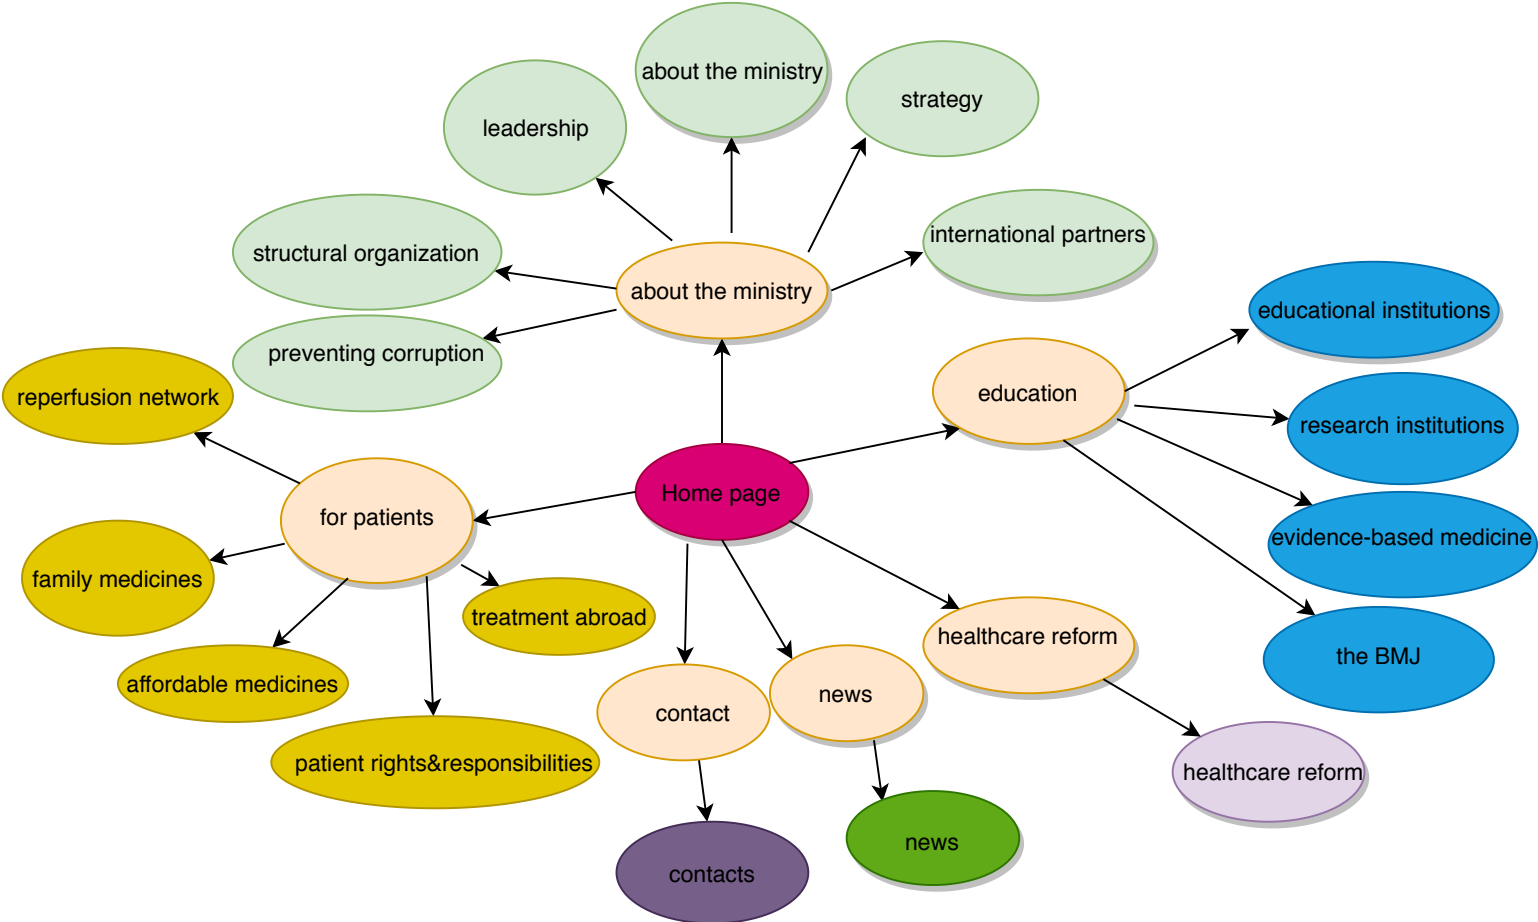 about the ministry
strategy
leadership
international partners
structural organization
about the ministry
educational institutions
preventing corruption
education
reperfusion network
research institutions
Home page
for patients
evidence-based medicine
family medicines
treatment abroad
healthcare reform
the BMJ
affordable medicines
news
contact
patient rights&responsibilities
healthcare reform
news
contacts